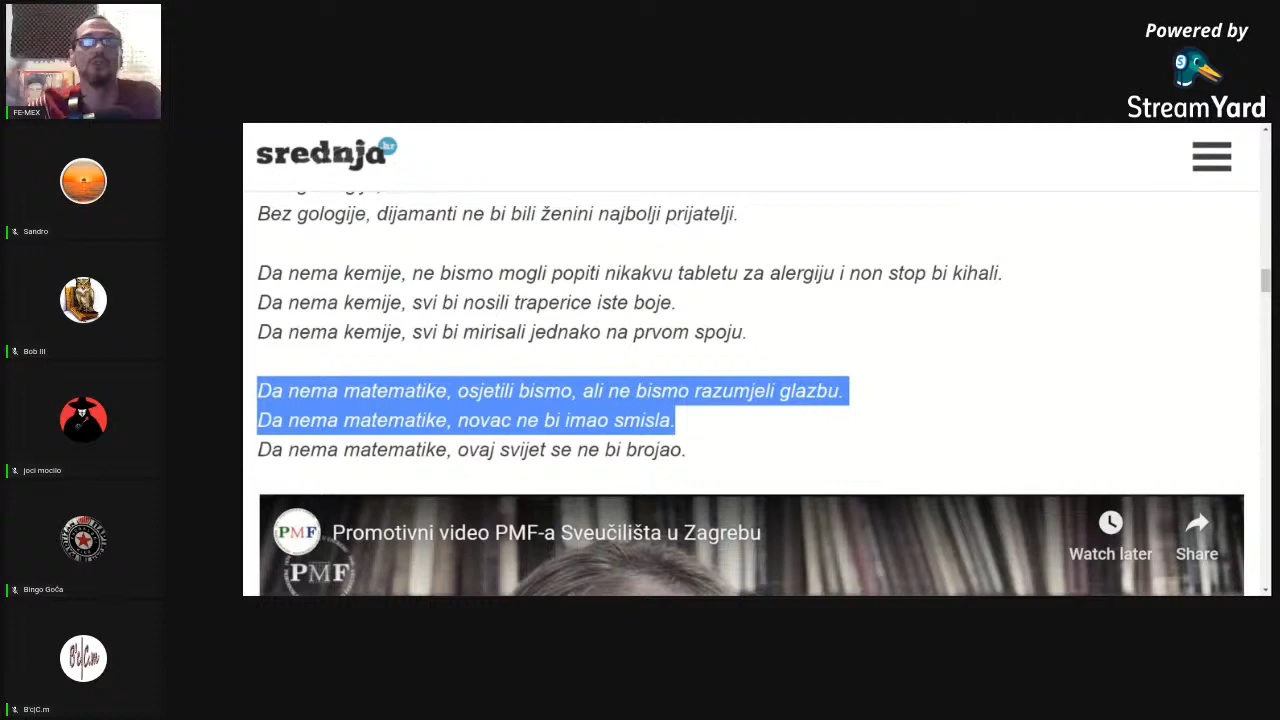 Powered by
StreamYard
FE-MEX
Sandro
Bob III
joci mocilo
Bingo Goča
B'c|C.m
srednja.hr
Bez gologije, dijamanti ne bi bili ženini najbolji prijatelji.
Da nema kemije, ne bismo mogli popiti nikakvu tabletu za alergiju i non stop bi kihali.
Da nema kemije, svi bi nosili traperice iste boje.
Da nema kemije, svi bi mirisali jednako na prvom spoju.
Da nema matematike, osjetili bismo, ali ne bismo razumjeli glazbu.
Da nema matematike, novac ne bi imao smisla.
Da nema matematike, ovaj svijet se ne bi brojao.
PMF
Promotivni video PMF-a Sveučilišta u Zagrebu
Watch later
Share
PMF